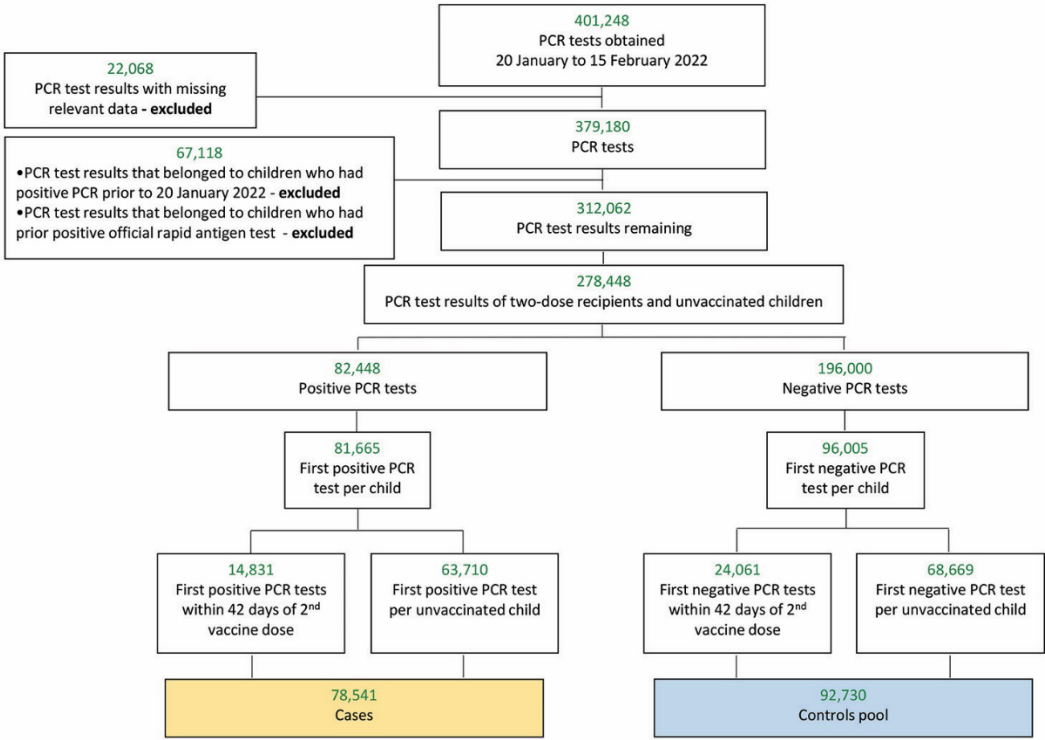 401,248
PCR tests obtained
20 January to 15 February 2022
22,068
PCR test results with missing
relevant data - excluded
379,180
PCR tests
67,118
•PCR test results that belonged to children who had
positive PCR prior to 20 January 2022 - excluded
•PCR test results that belonged to children who had
prior positive official rapid antigen test - excluded
312,062
PCR test results remaining
278,448
PCR test results of two-dose recipients and unvaccinated children
82,448
Positive PCR tests
196,000
Negative PCR tests
81,665
First positive PCR
test per child
96,005
First negative PCR
test per child
14,831
First positive PCR tests
within 42 days of 2nd
vaccine dose
63,710
First positive PCR test
per unvaccinated child
24,061
First negative PCR tests
within 42 days of 2nd
vaccine dose
68,669
First negative PCR test
per unvaccinated child
78,541
Cases
92,730
Controls pool